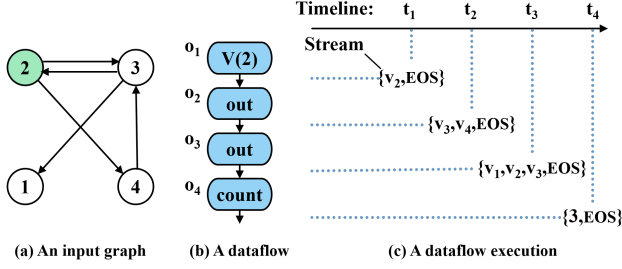 Timeline: t1 t2 t3 t4
Stream
2 3
1 4
o1 V(2)
o2 out
o3 out
o4 count
{v2,EOS}
{v3,v4,EOS}
{v1,v2,v3,EOS}
{3,EOS}
(a) An input graph
(b) A dataflow
(c) A dataflow execution